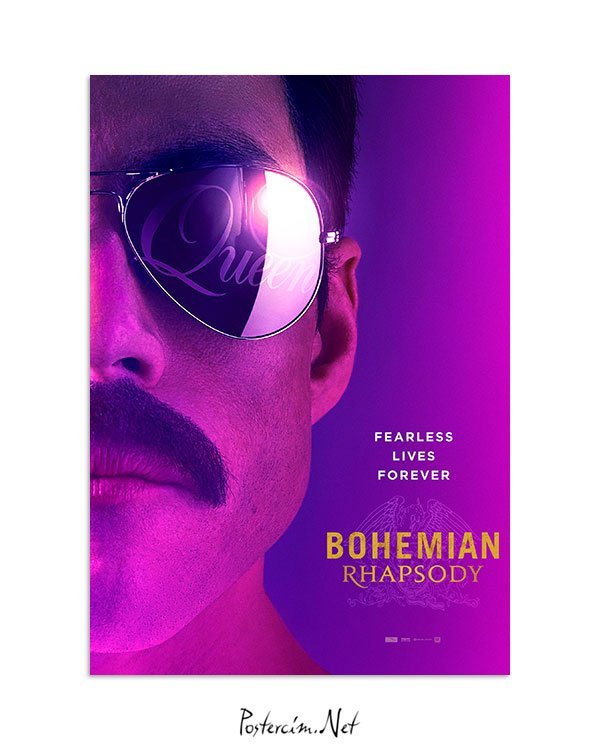 Queen
FEARLESS
LIVES
FOREVER
BOHEMIAN
RHAPSODY
Postercim.Net